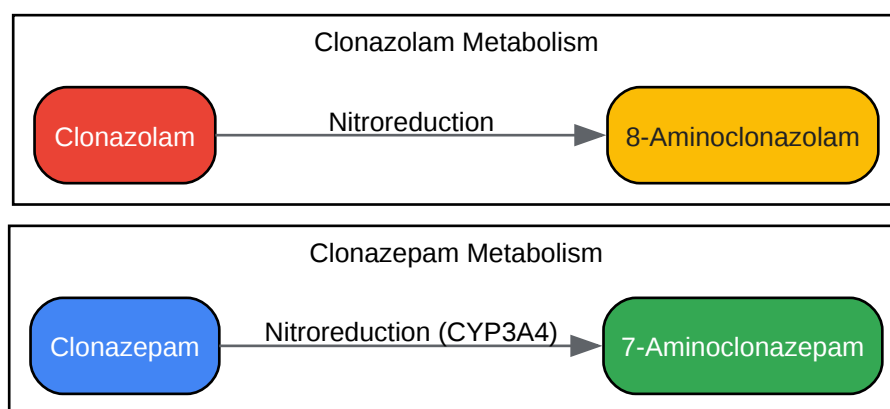 Clonazolam Metabolism
Clonazolam
Nitroreduction
8-Aminoclonazolam
Clonazepam Metabolism
Clonazepam
Nitroreduction (CYP3A4)
7-Aminoclonazepam